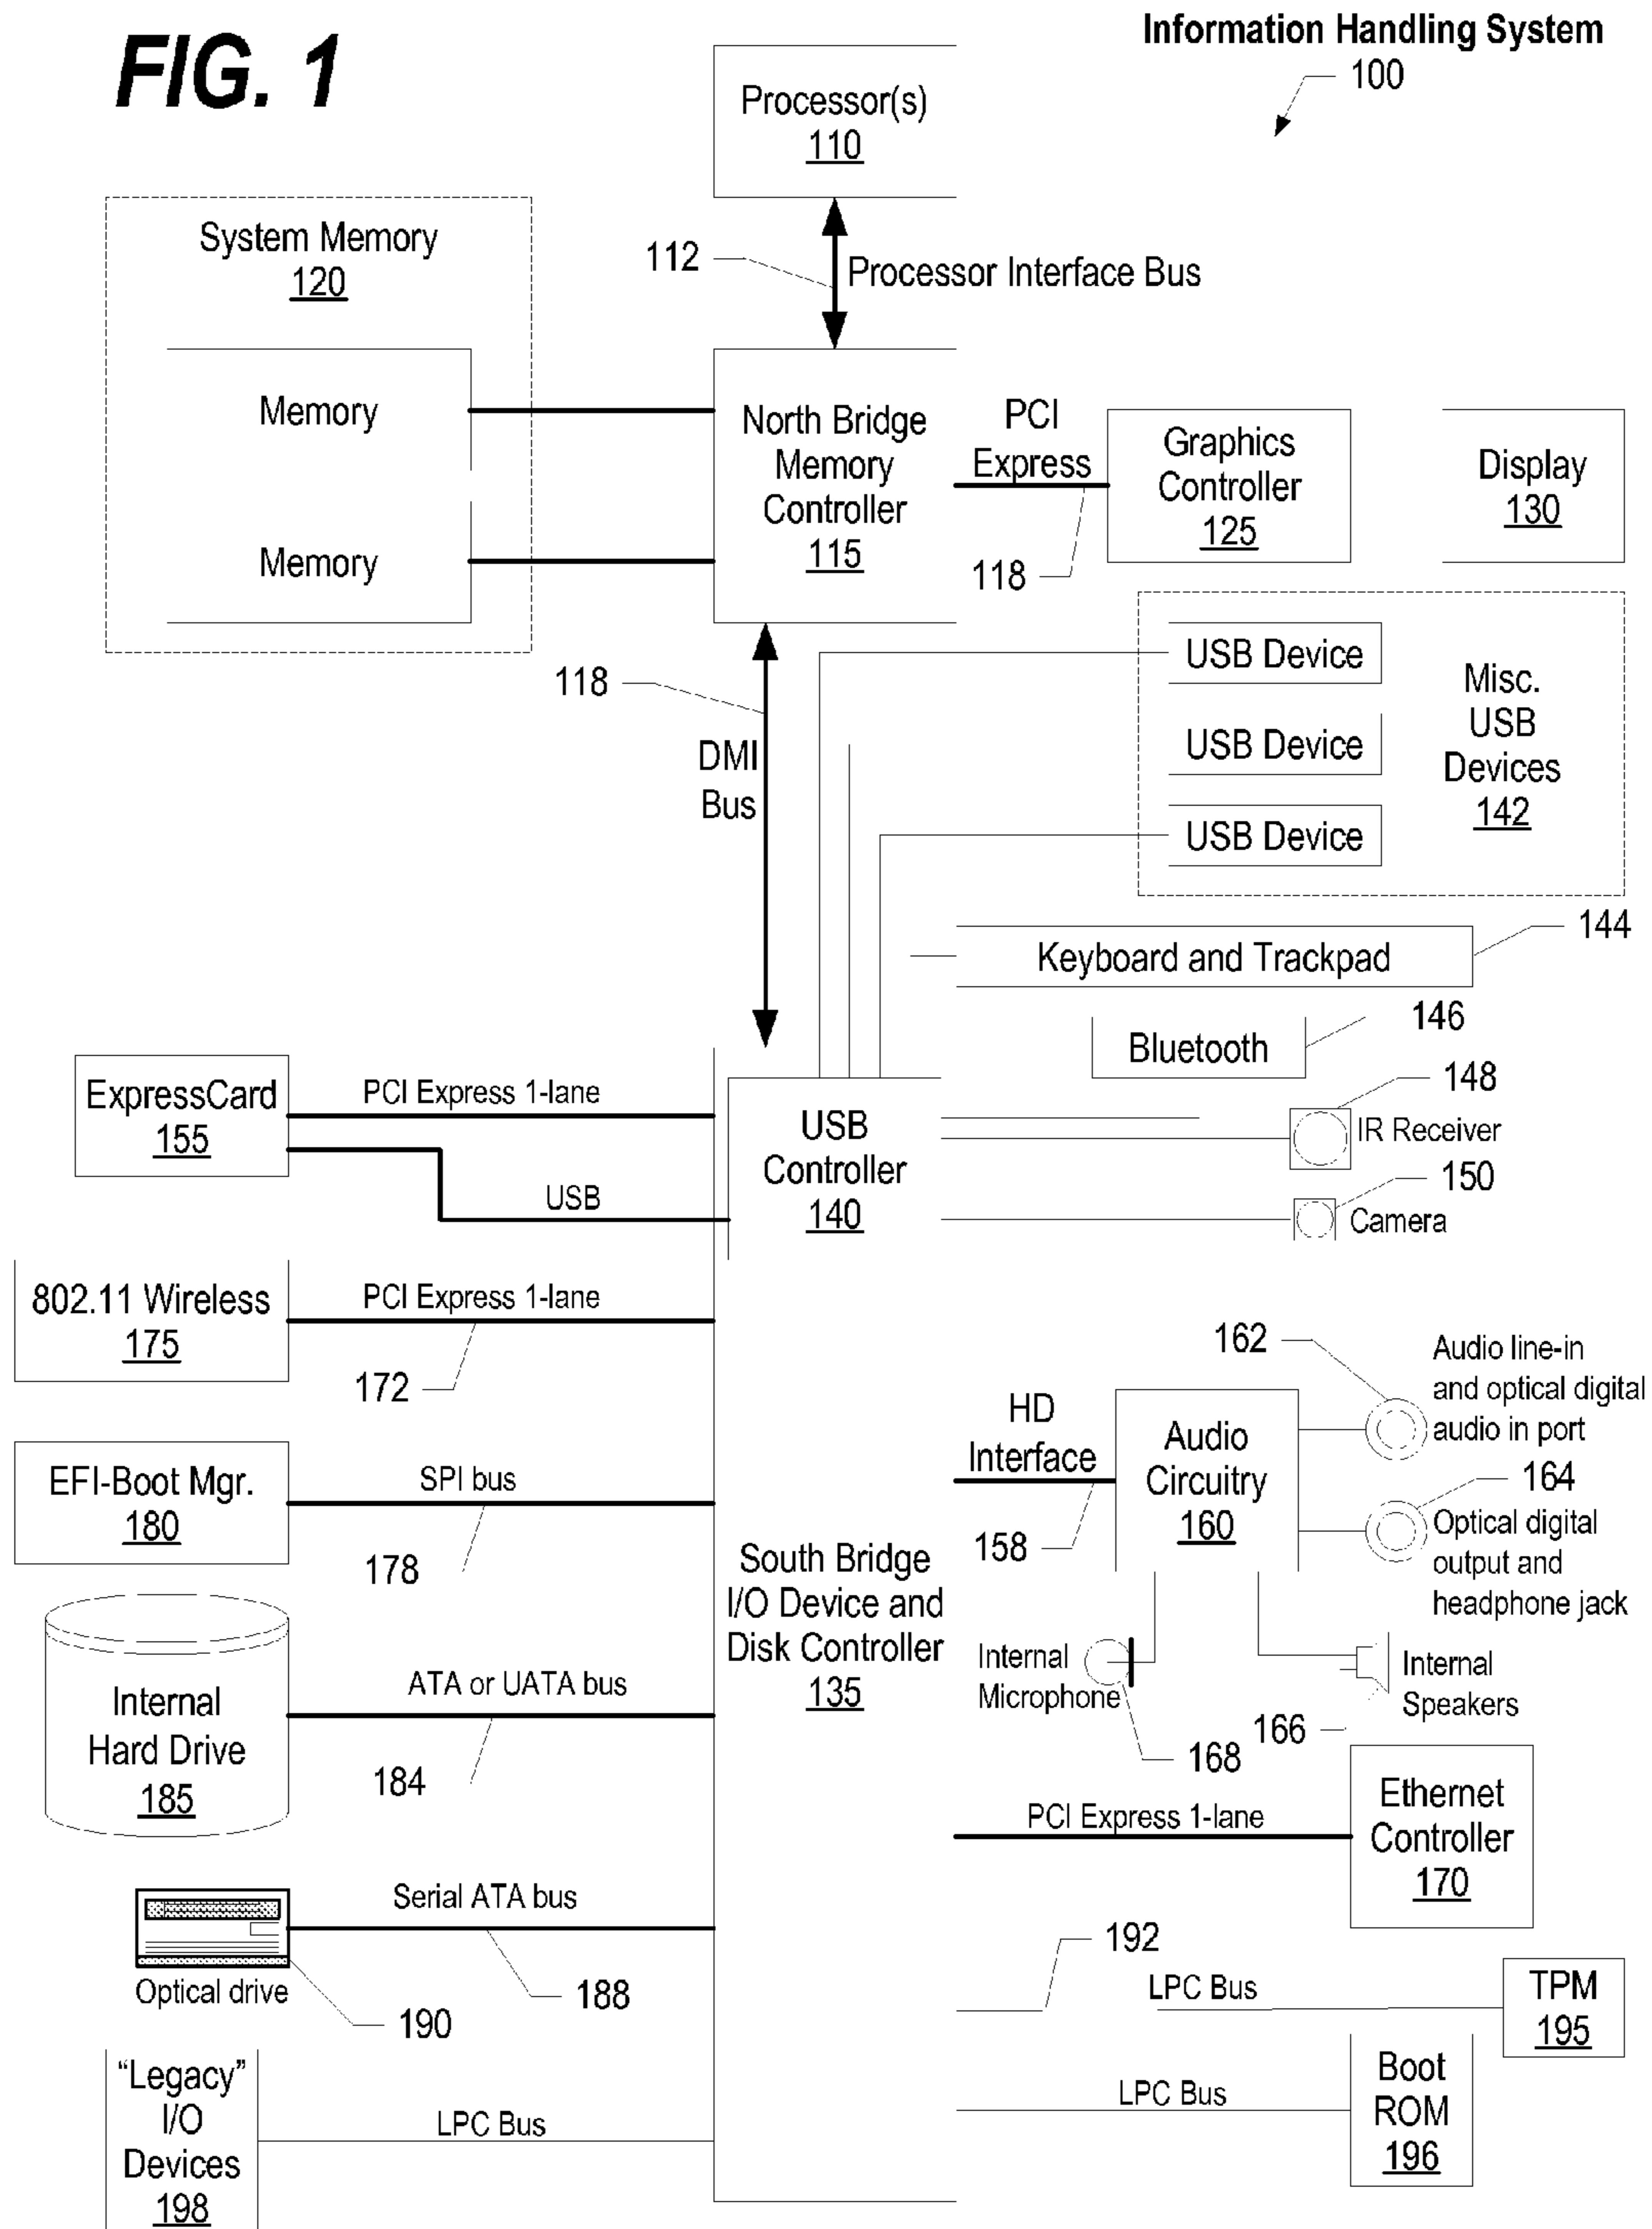 FIG. 1
Information Handling System
100
Processor(s)
110
System Memory
120
112
Processor Interface Bus
Memory
Memory
North Bridge
Memory
Controller
115
PCI
Express
118
Graphics
Controller
125
Display
130
118
DMI
Bus
USB Device
USB Device
USB Device
Misc.
USB
Devices
142
Keyboard and Trackpad
144
Bluetooth
146
148
IR Receiver
150
Camera
ExpressCard
155
PCI Express 1-lane
USB
USB
Controller
140
802.11 Wireless
175
PCI Express 1-lane
172
162
Audio line-in
and optical digital
audio in port
HD
Interface
158
Audio
Circuitry
160
164
Optical digital
output and
headphone jack
EFI-Boot Mgr.
180
SPI bus
178
South Bridge
I/O Device and
Disk Controller
135
Internal
Microphone
168
Internal
Speakers
166
Internal
Hard Drive
185
ATA or UATA bus
184
PCI Express 1-lane
Ethernet
Controller
170
Serial ATA bus
188
Optical drive
190
192
LPC Bus
TPM
195
"Legacy"
I/O
Devices
198
LPC Bus
LPC Bus
Boot
ROM
196